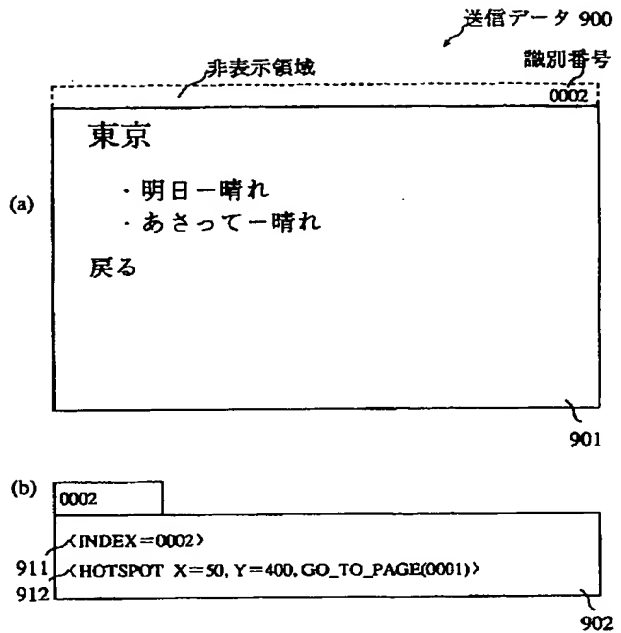 送信データ 900
非表示領域
識別番号
0002
東京
(a)
・明日ー晴れ
・あさってー晴れ
戻る
901
(b)
0002
<INDEX=0002>
911
<HOTSPOT X=50, Y=400, GO_TO_PAGE(0001)>
912
902